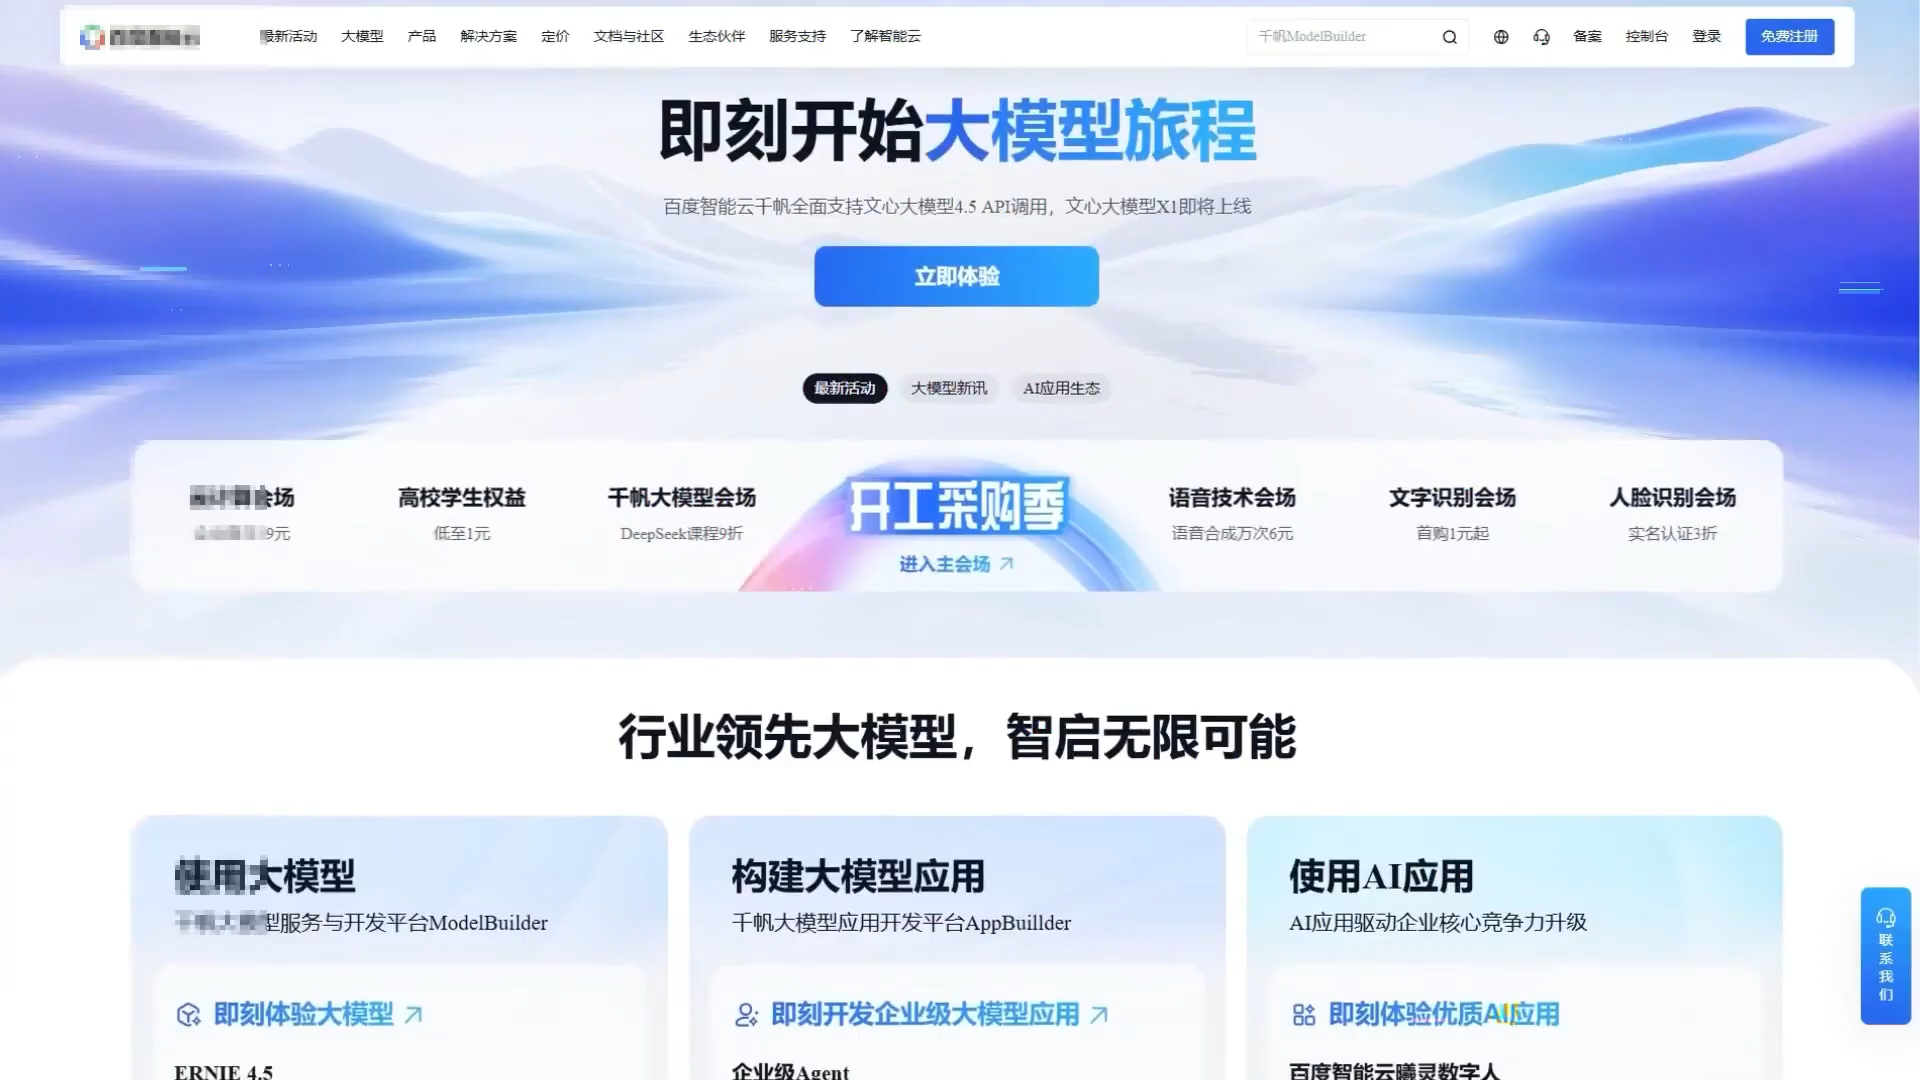 最新活动 大模型 产品 解决方案 定价 文档与社区 生态伙伴 服务支持 了解智能云 千帆ModelBuilder 备案 控制台 登录 免费注册
即刻开始大模型旅程
百度智能云千帆全面支持文心大模型4.5 API调用，文心大模型X1即将上线
立即体验
最新活动 大模型新讯 AI应用生态
会场 高校学生权益 千帆大模型会场 开工采购季 语音技术会场 文字识别会场 人脸识别会场
9元 低至1元 DeepSeek课程9折 进入主会场 语音合成万次6元 首购1元起 实名认证3折
行业领先大模型，智启无限可能
使用大模型 构建大模型应用 使用AI应用
型服务与开发平台ModelBuilder 千帆大模型应用开发平台AppBuillder AI应用驱动企业核心竞争力升级
即刻体验大模型 即刻开发企业级大模型应用 即刻体验优质AI应用
ERNIE 4.5 企业级Agent 百度智能云曦灵数字人
联系我们